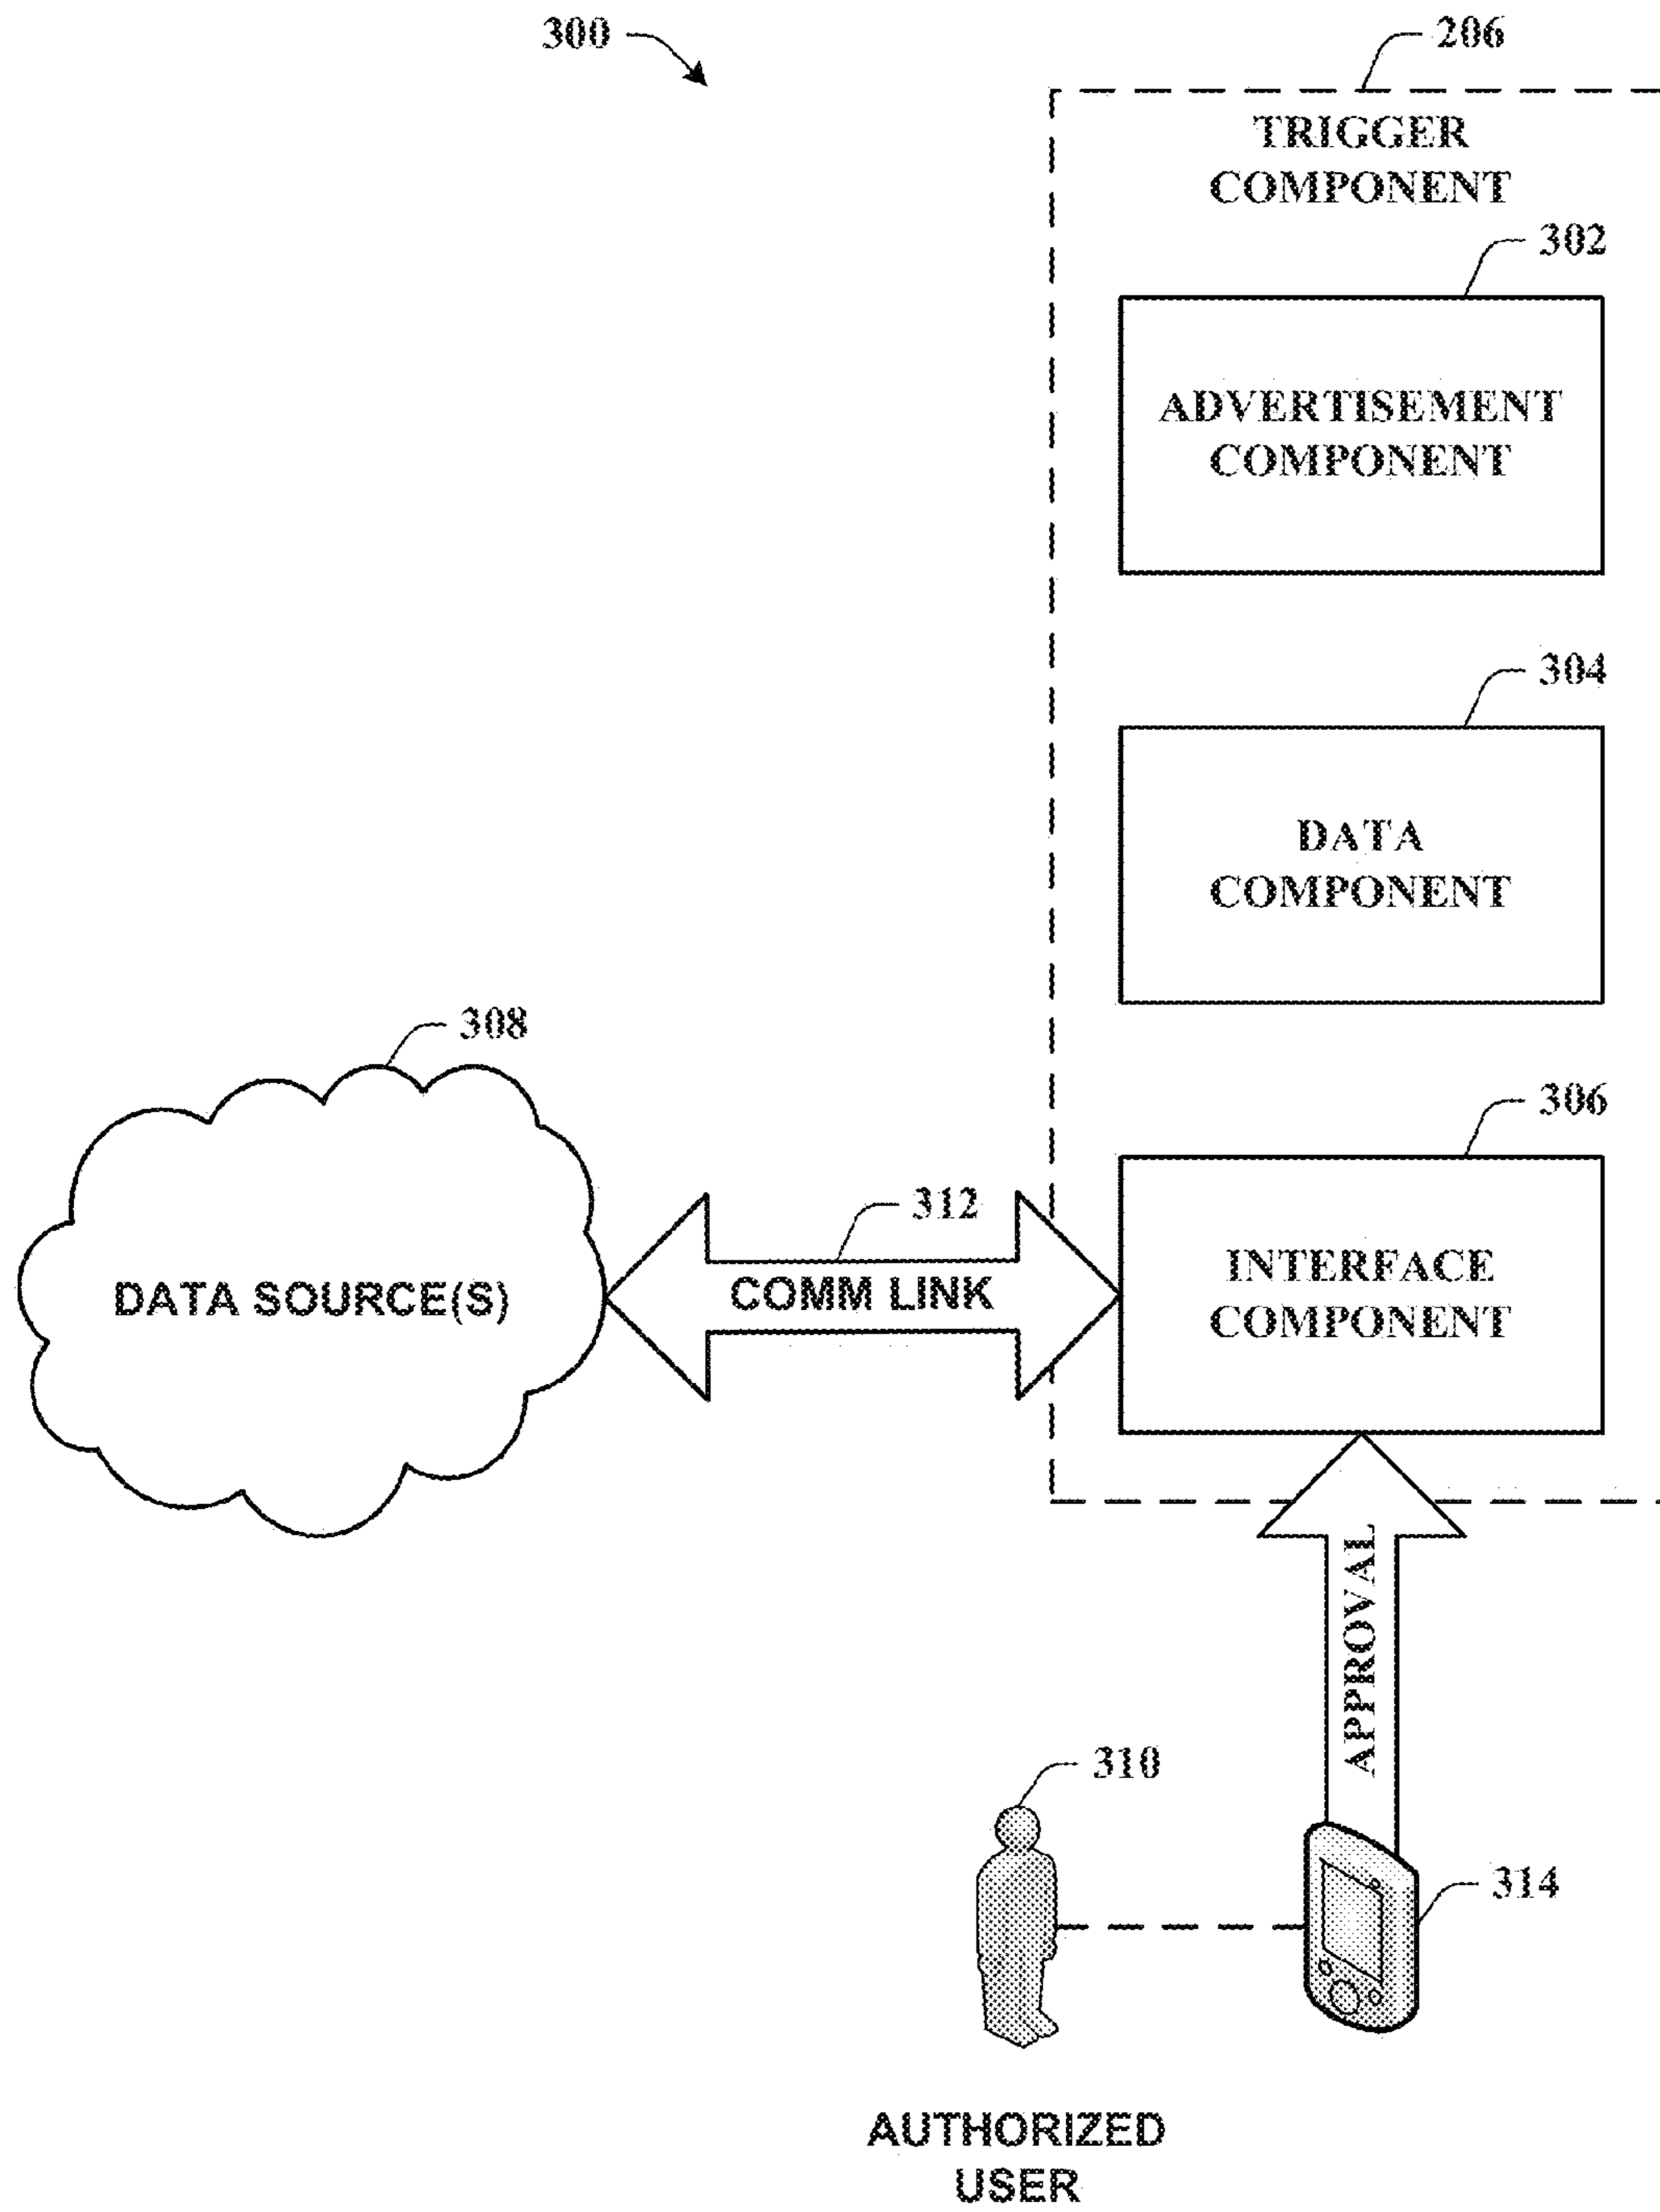 300
206
TRIGGER
COMPONENT
302
ADVERTISEMENT
COMPONENT
304
DATA
COMPONENT
308
306
312
DATA SOURCE(S)
COMM LINK
INTERFACE
COMPONENT
APPROVAL
310
314
AUTHORIZED
USER